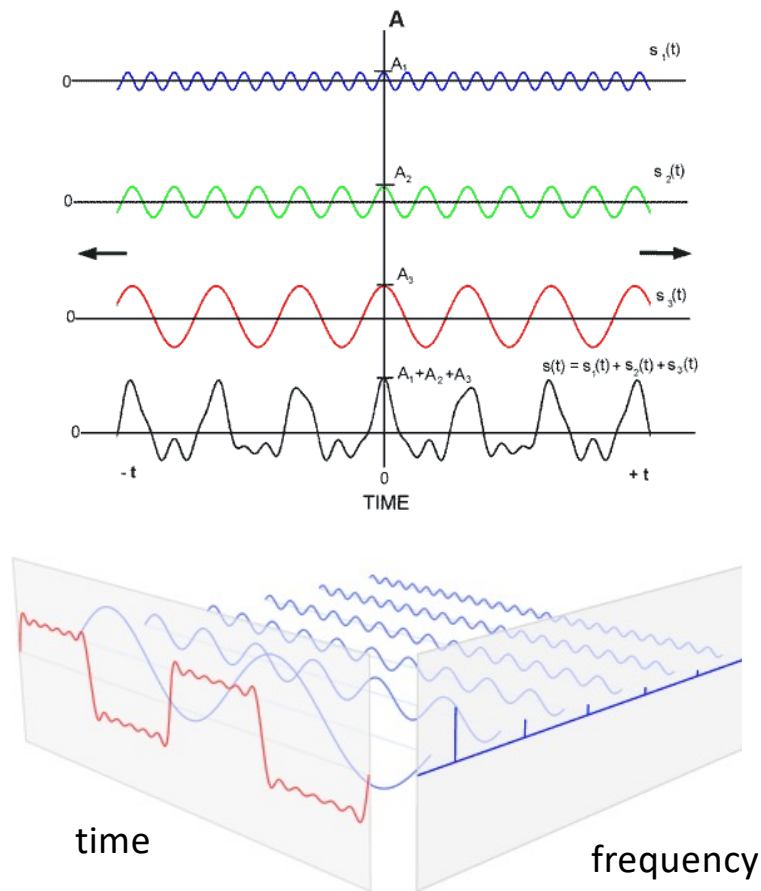 A
A₁
s₁(t)
0
A₂
s₂(t)
0
A₃
s₃(t)
0
A₁+A₂+A₃
s(t) = s₁(t) + s₂(t) + s₃(t)
0
- t
0
+ t
TIME
time
frequency